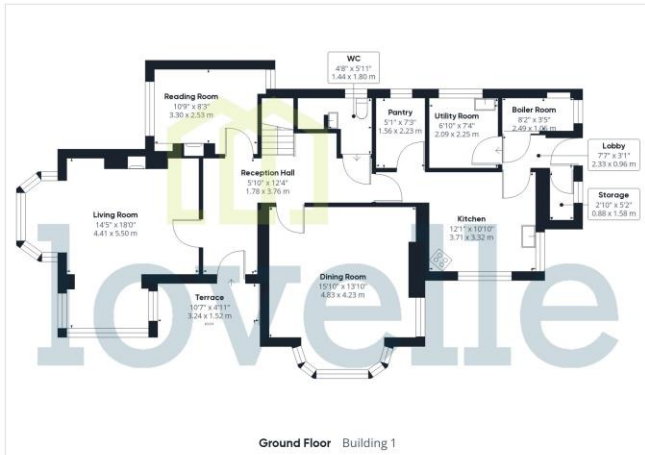 WC
4'8" x 5'11"
1.44 x 1.80 m
Reading Room
10'9" x 8'3"
3.30 x 2.53 m
Pantry
5'1" x 7'3"
1.56 x 2.23 m
Utility Room
6'10" x 7'4"
2.09 x 2.25 m
Boiler Room
8'2" x 3'5"
2.49 x 1.06 m
Lobby
7'7" x 3'1"
2.33 x 0.96 m
Reception Hall
5'10" x 12'4"
1.78 x 3.76 m
Storage
2'10" x 5'2"
0.88 x 1.58 m
Living Room
14'5" x 18'0"
4.41 x 5.50 m
Kitchen
12'1" x 10'10"
3.71 x 3.32 m
Dining Room
15'10" x 13'10"
4.83 x 4.23 m
Terrace
10'7" x 4'11"
3.24 x 1.52 m
lovelle
Ground Floor Building 1